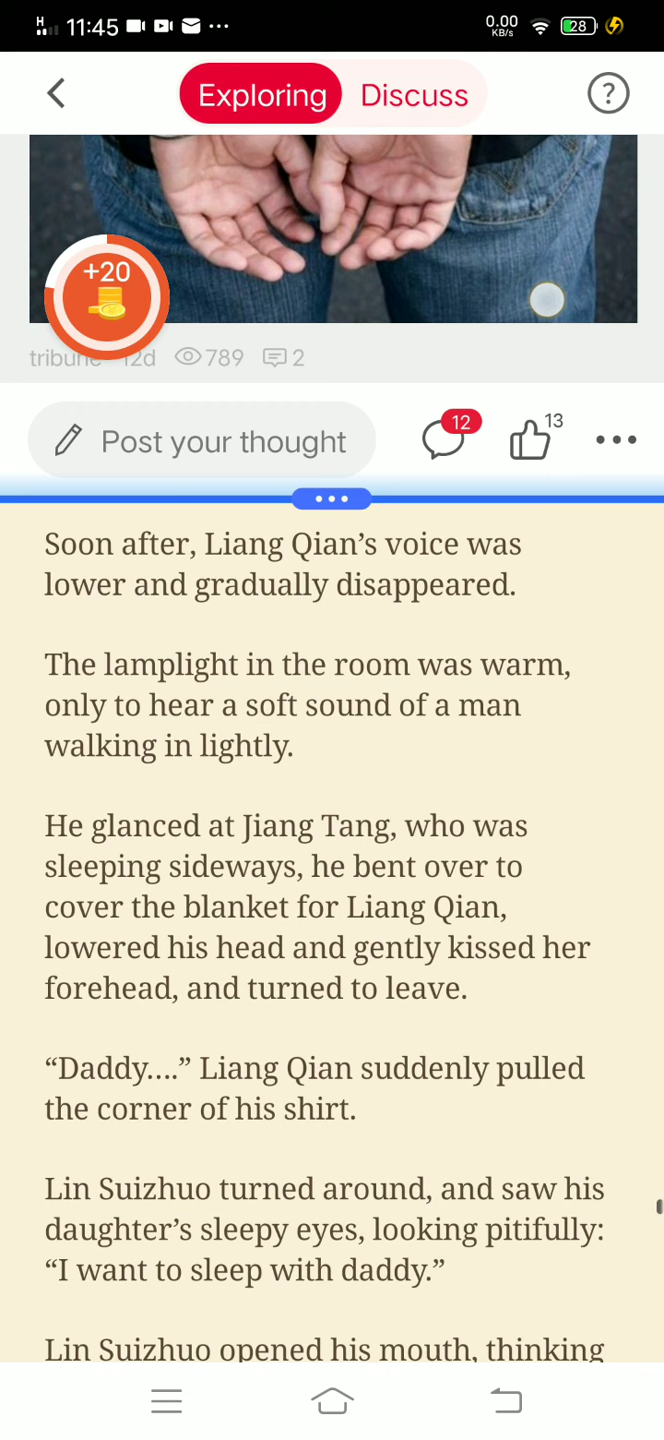 H 11:45 ... 0.00 KB/s 28
Exploring Discuss ?
+20
12d 789 2
Post your thought 12 13
Soon after, Liang Qian’s voice was
lower and gradually disappeared.
The lamplight in the room was warm,
only to hear a soft sound of a man
walking in lightly.
He glanced at Jiang Tang, who was
sleeping sideways, he bent over to
cover the blanket for Liang Qian,
lowered his head and gently kissed her
forehead, and turned to leave.
“Daddy....” Liang Qian suddenly pulled
the corner of his shirt.
Lin Suizhuo turned around, and saw his
daughter’s sleepy eyes, looking pitifully:
“I want to sleep with daddy.”
Lin Suizhuo opened his mouth, thinking